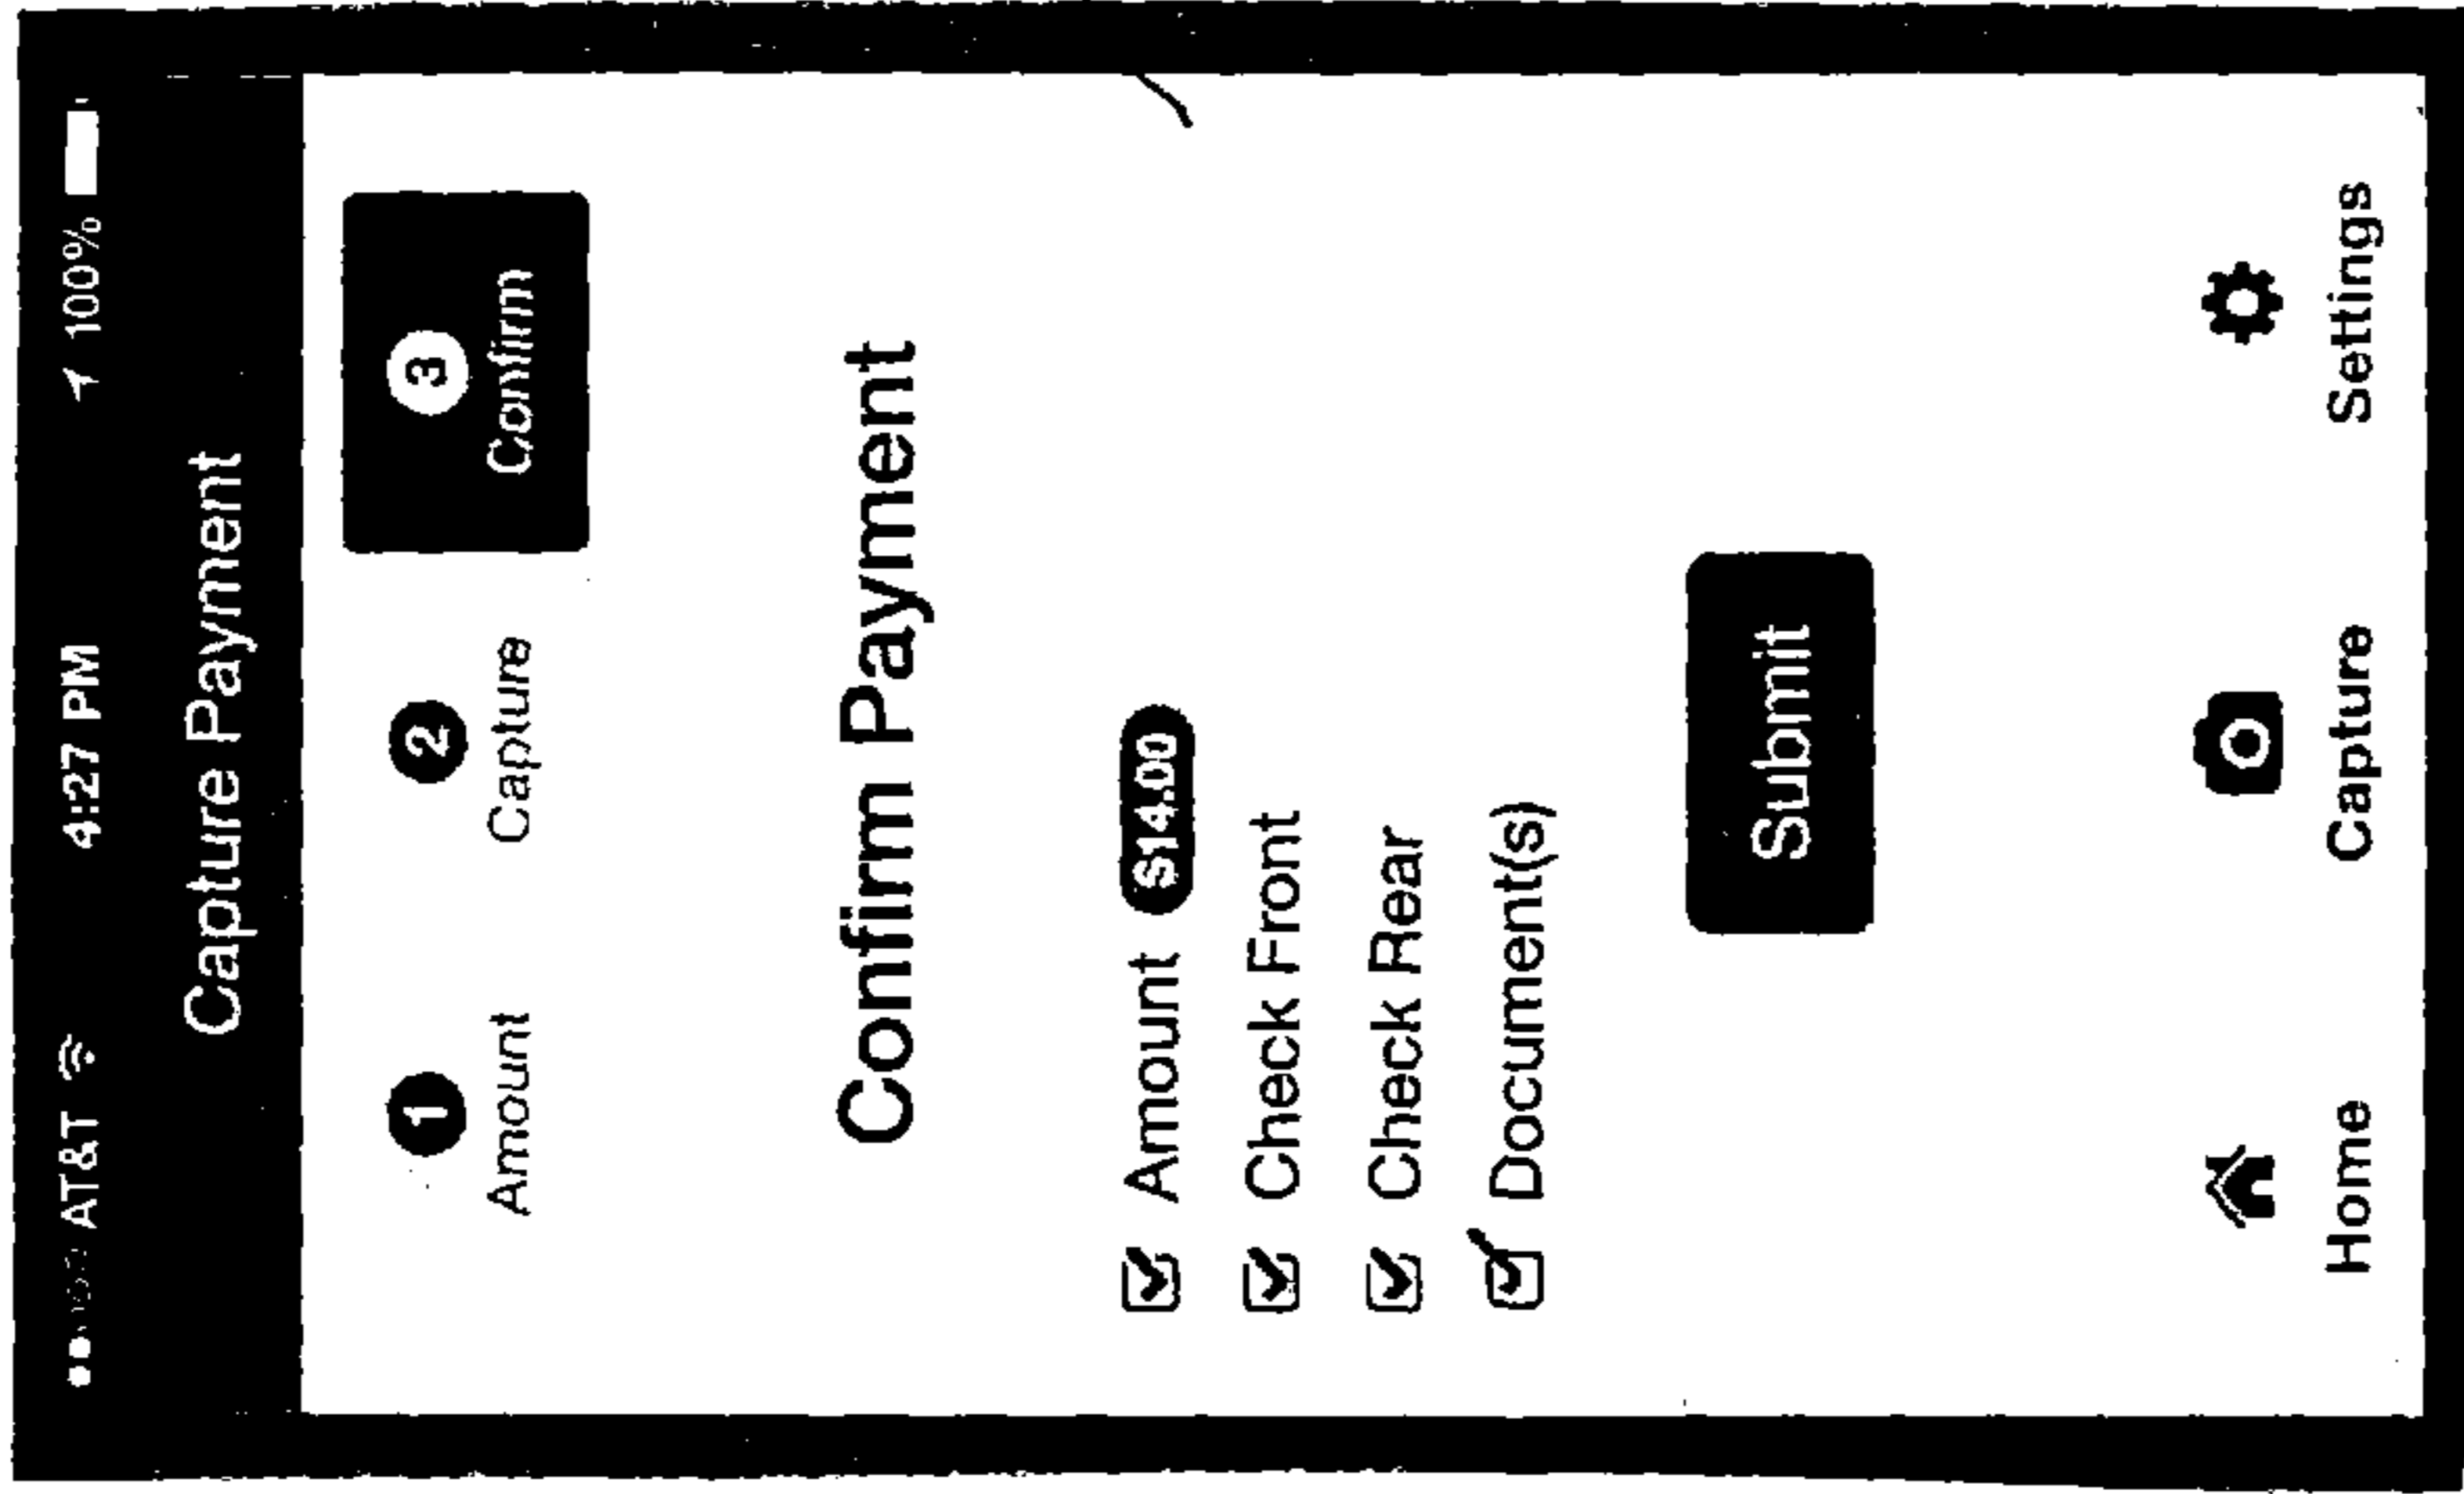 AT&T 4:27 PM 100%
Capture Payment
1 2 3
Amount Capture Confirm
Confirm Payment
Amount $14.00
Check Front
Check Rear
Document(s)
Submit
Home Capture Settings